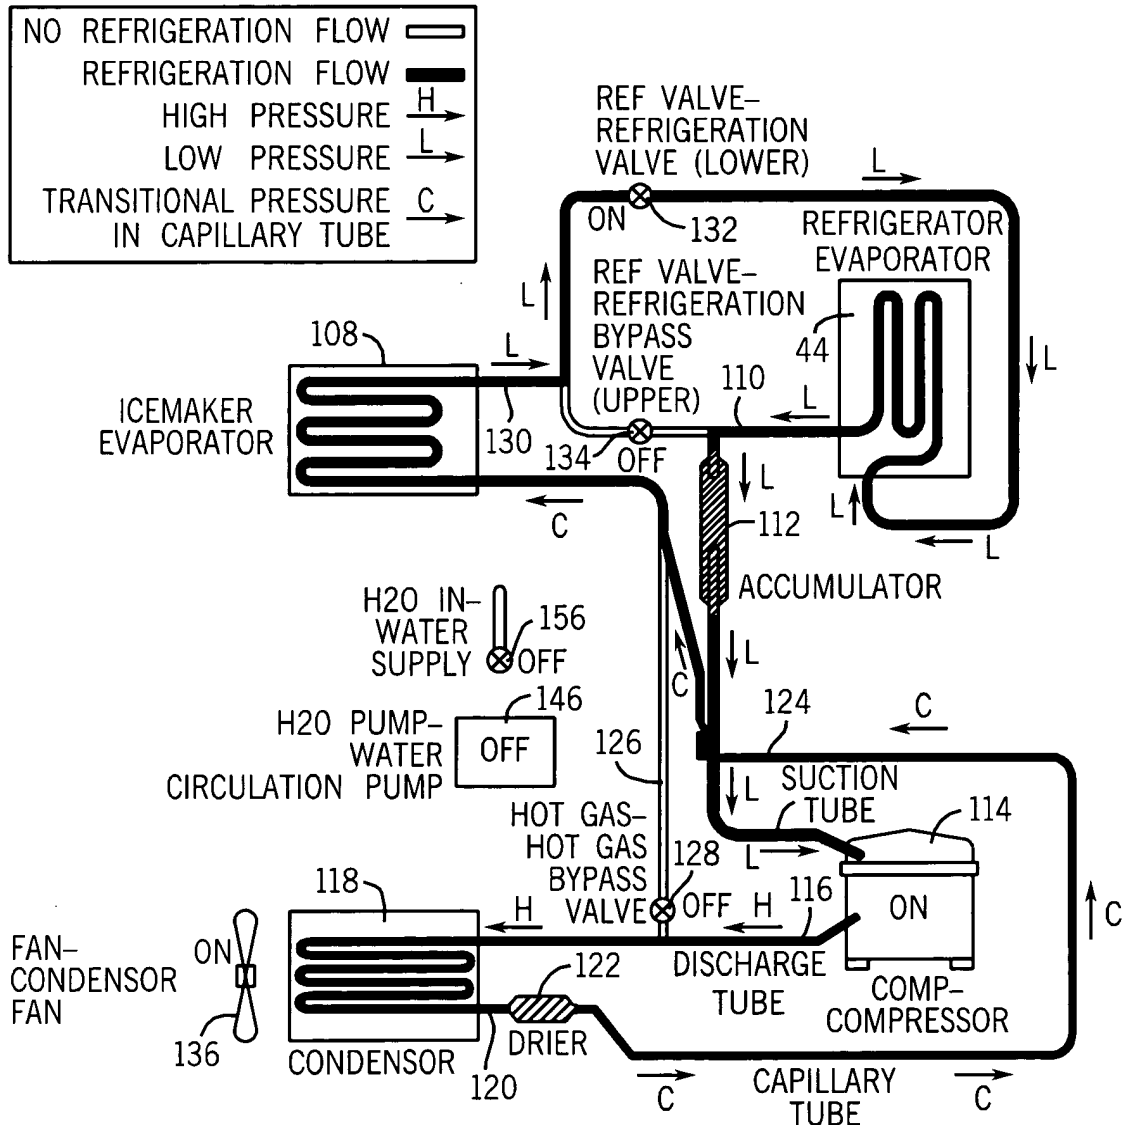 NO REFRIGERATION FLOW
REFRIGERATION FLOW
HIGH PRESSURE
H
LOW PRESSURE
L
TRANSITIONAL PRESSURE
IN CAPILLARY TUBE
C
REF VALVE–
REFRIGERATION
VALVE (LOWER)
L
ON
132
REFRIGERATOR
EVAPORATOR
REF VALVE–
REFRIGERATION
BYPASS
VALVE
(UPPER)
L
44
108
L
L
110
L
ICEMAKER
EVAPORATOR
130
134
OFF
L
L
112
L
C
ACCUMULATOR
H20 IN–
WATER
SUPPLY
156
OFF
L
C
146
124
C
H20 PUMP–
WATER
CIRCULATION PUMP
OFF
126
SUCTION
TUBE
L
HOT GAS–
HOT GAS
BYPASS
VALVE
128
OFF
L
114
118
H
H
116
ON
C
FAN–
CONDENSOR
FAN
ON
122
DISCHARGE
TUBE
COMP–
COMPRESSOR
136
CONDENSOR
120
DRIER
C
CAPILLARY
TUBE
C